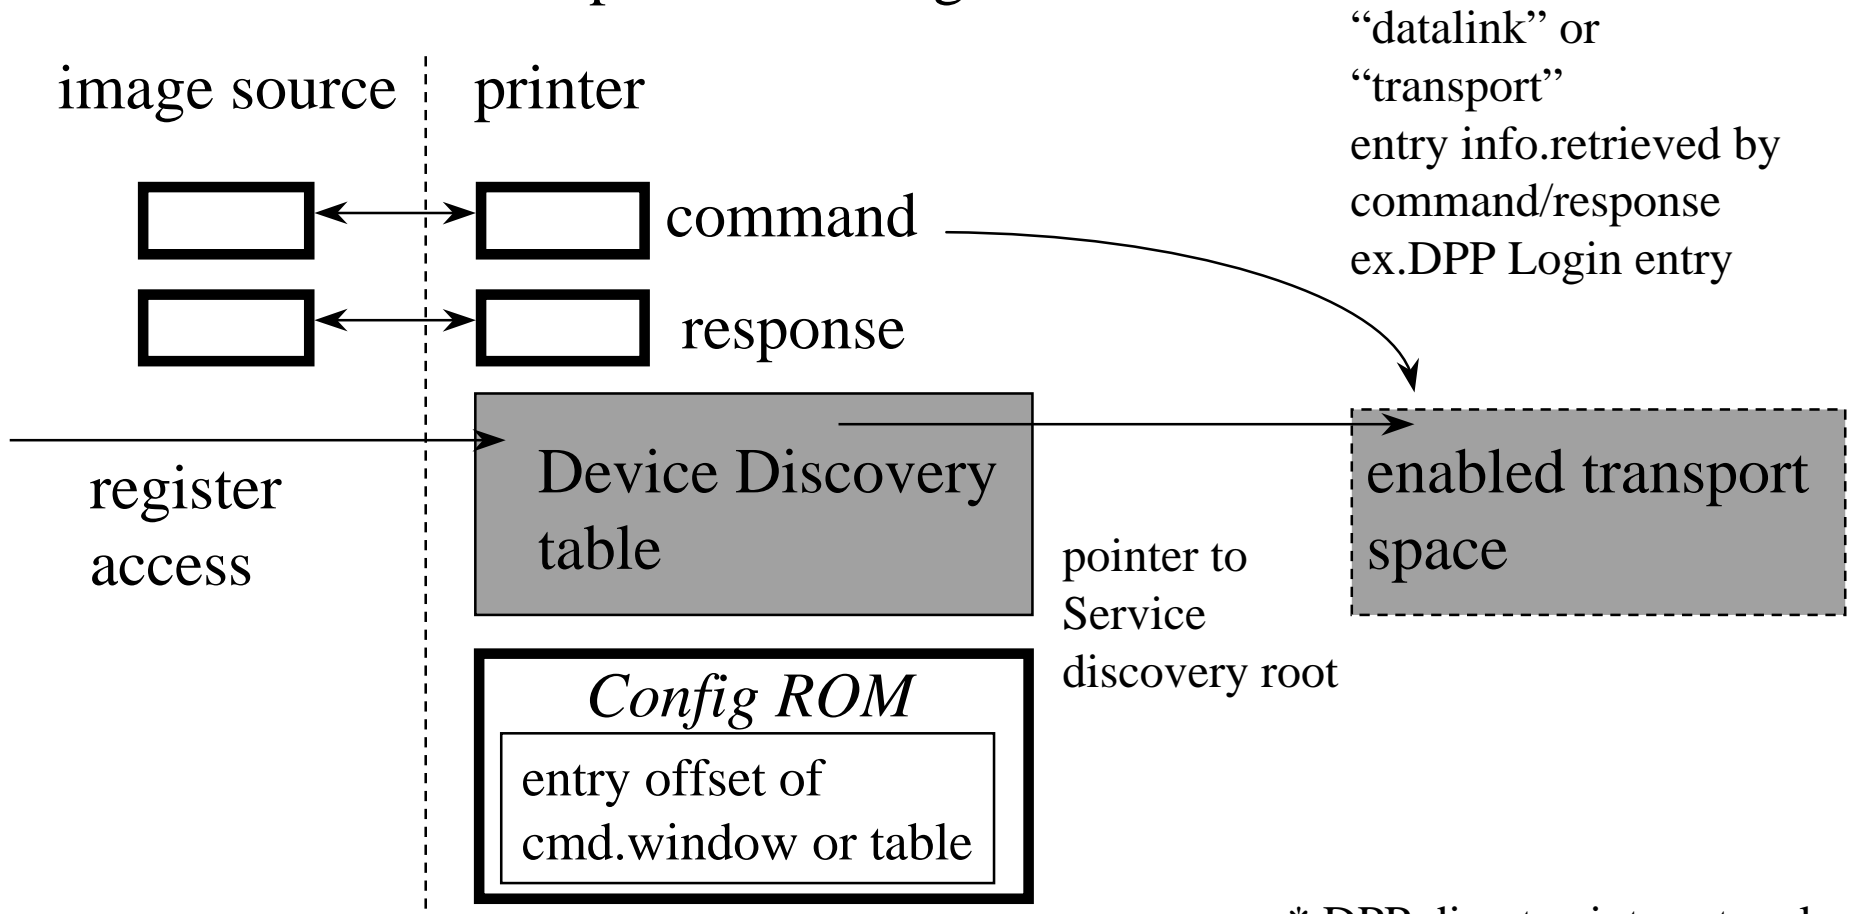 image source
printer
“datalink” or
“transport”
entry info.retrieved by
command/response
ex.DPP Login entry
command
response
register
access
Device Discovery
table
enabled transport
space
pointer to
Service
discovery root
Config ROM
entry offset of
cmd.window or table